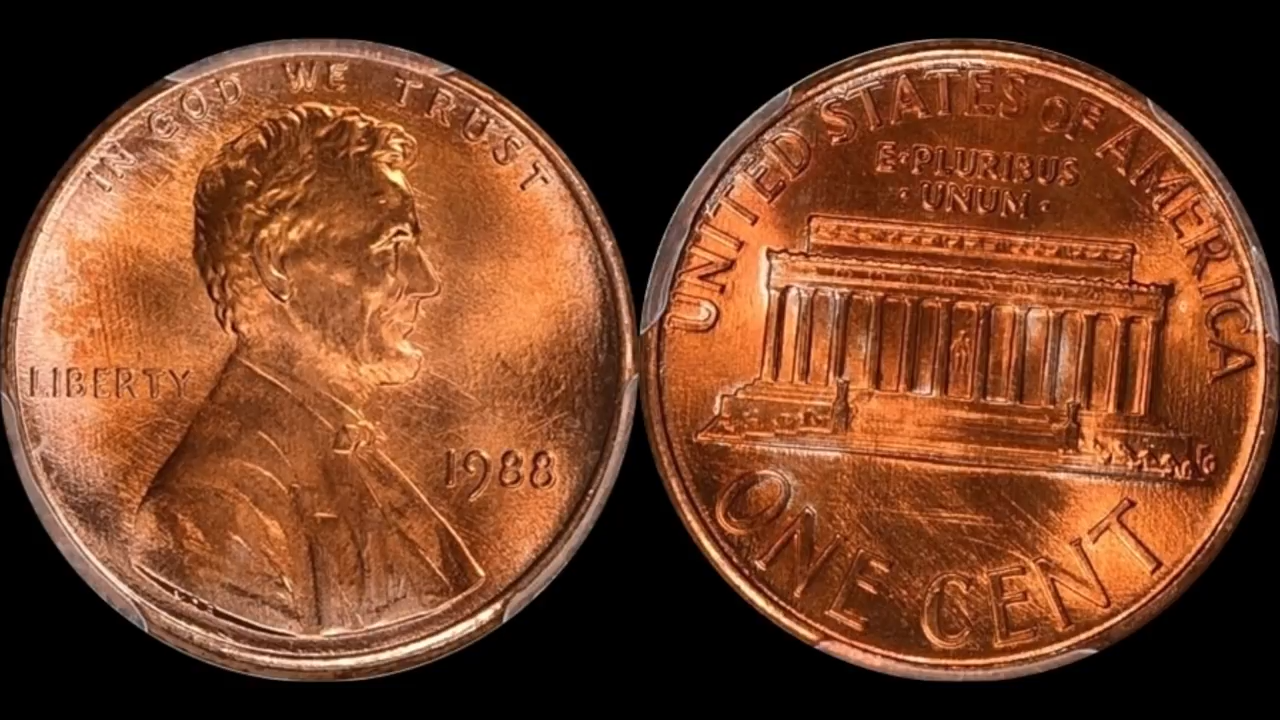 IN GOD WE TRUST
LIBERTY
1988
UNITED STATES OF AMERICA
E·PLURIBUS
·UNUM·
ONE CENT